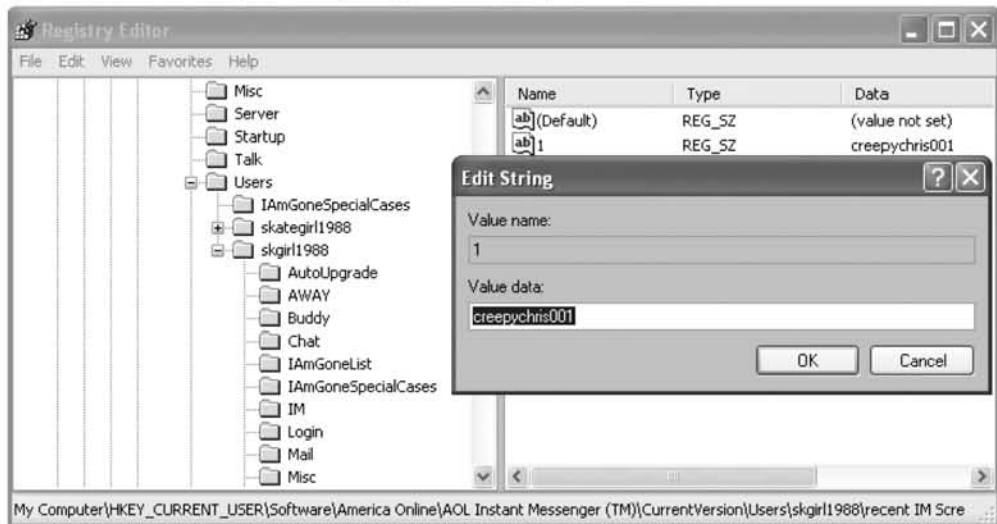 Registry Editor
File Edit View Favorites Help
Misc
Server
Startup
Talk
Users
IAmGoneSpecialCases
skategirl1988
skgirl1988
AutoUpgrade
AWAY
Buddy
Chat
IAmGoneList
IAmGoneSpecialCases
IM
Login
Mail
Misc
Name Type Data
ab (Default) REG_SZ (value not set)
ab 1 REG_SZ creepychris001
Edit String
Value name:
1
Value data:
creepychris001
OK Cancel
My Computer\HKEY_CURRENT_USER\Software\America Online\AOL Instant Messenger (TM)\CurrentVersion\Users\skgirl1988\recent IM Scre